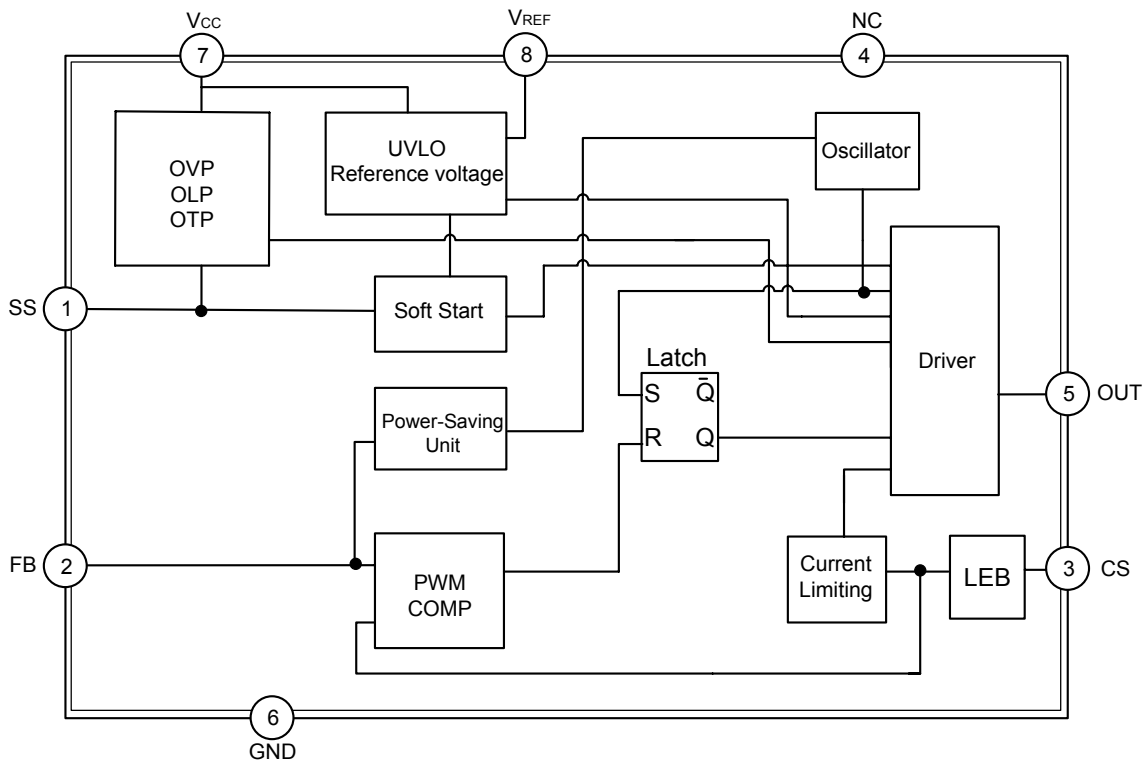 VCC
7
VREF
8
NC
4
OVP
OLP
OTP
UVLO
Reference voltage
Oscillator
SS
1
Soft Start
Driver
Latch
S Q̄
R Q
Power-Saving
Unit
5
OUT
FB
2
PWM
COMP
Current
Limiting
LEB
3
CS
6
GND